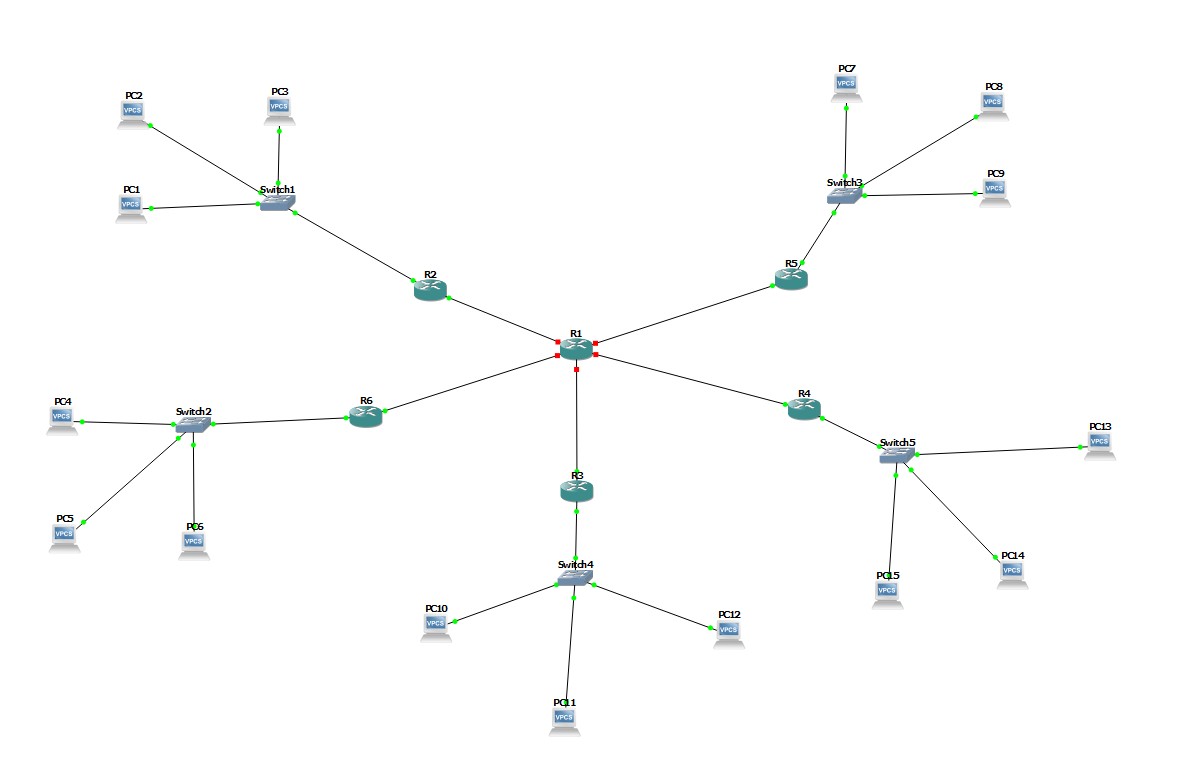 PC7
PC8
PC3
PC2
VPCS
VPCS
VPCS
VPCS
PC9
Switch3
PC1
Switch1
VPCS
VPCS
R5
R2
R1
R4
R6
PC4
Switch2
VPCS
PC13
VPCS
Switch5
R3
PC5
PC6
VPCS
VPCS
PC14
Switch4
VPCS
PC15
VPCS
PC10
PC12
VPCS
VPCS
PC11
VPCS